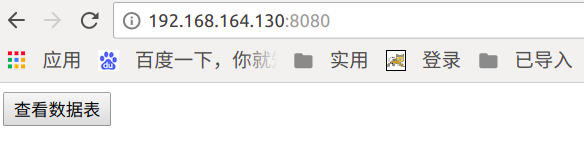 192.168.164.130:8080
应用 百度一下，你就 实用 登录 已导入
查看数据表